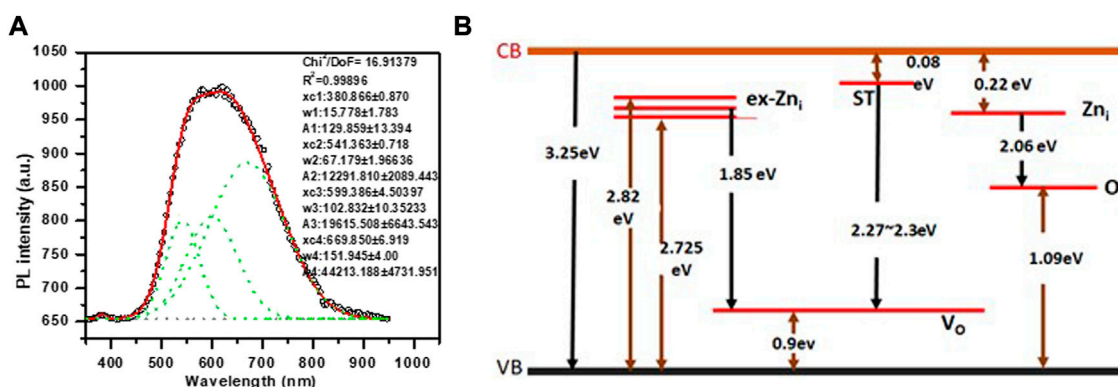 A
1050
1000
950
900
850
800
750
700
650
PL intensity (a.u.)
400 500 600 700 800 900 1000
Wavelength (nm)
Chi^2/DoF= 16.91379
R^2=0.99896
xc1:380.866±0.870
w1:15.778±1.783
A1:129.859±13.394
xc2:541.363±0.718
w2:67.179±1.96636
A2:12291.810±2089.443
xc3:599.386±4.50397
w3:102.832±10.35233
A3:19615.508±6643.543
xc4:669.850±6.919
w4:151.945±4.00
A4:44213.188±4731.951
B
CB
0.08
eV
ST
0.22 eV
ex-Zni
Zni
3.25eV
2.06 eV
1.85 eV
2.82
eV
O
2.27~2.3eV
2.725
eV
1.09eV
VO
0.9ev
VB